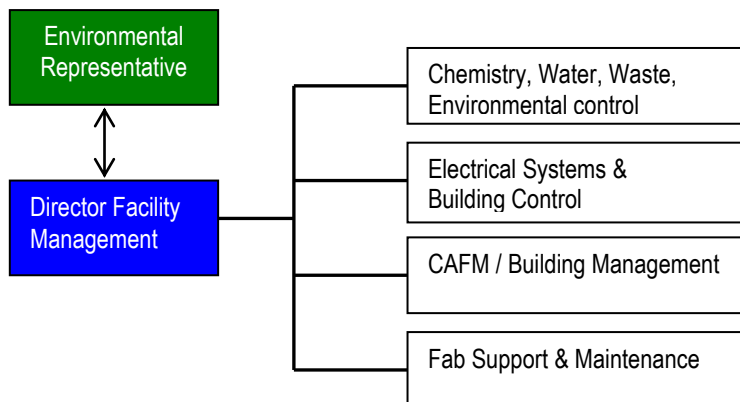 Environmental
Representative
Director Facility
Management
Chemistry, Water, Waste,
Environmental control
Electrical Systems &
Building Control
CAFM / Building Management
Fab Support & Maintenance